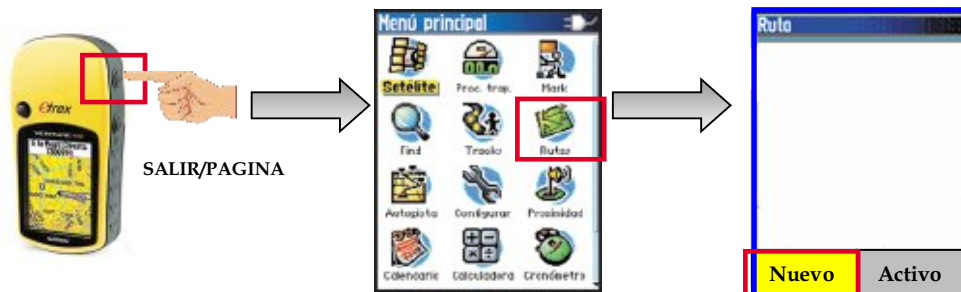 etrex
SALIR/PAGINA
Menú principal
Satélite
Proc. trap.
Mark
Find
Tracks
Rutas
Autopista
Configurar
Proximidad
Calendario
Calculadora
Cronómetro
Ruta
Nuevo
Activo